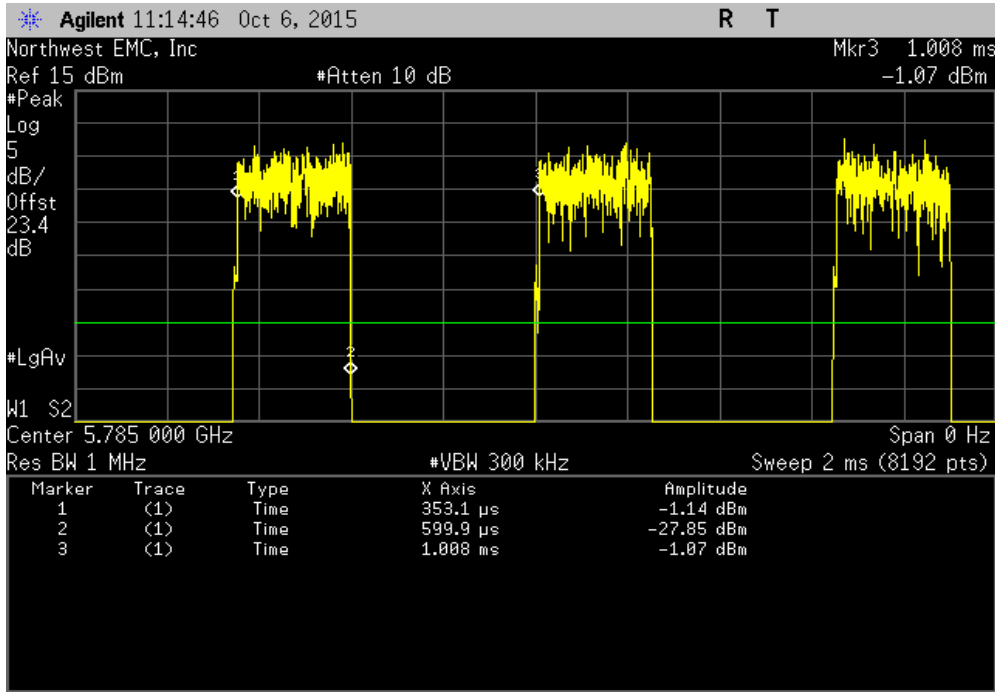 Agilent 11:14:46 Oct 6, 2015 R T
Northwest EMC, Inc Mkr3 1.008 ms
Ref 15 dBm #Atten 10 dB -1.07 dBm
#Peak
Log
5
dB/
Offst
23.4
dB
1
3
2
#LgAv
W1 S2
Center 5.785 000 GHz Span 0 Hz
Res BW 1 MHz #VBW 300 kHz Sweep 2 ms (8192 pts)
Marker Trace Type X Axis Amplitude
1 (1) Time 353.1 µs -1.14 dBm
2 (1) Time 599.9 µs -27.85 dBm
3 (1) Time 1.008 ms -1.07 dBm